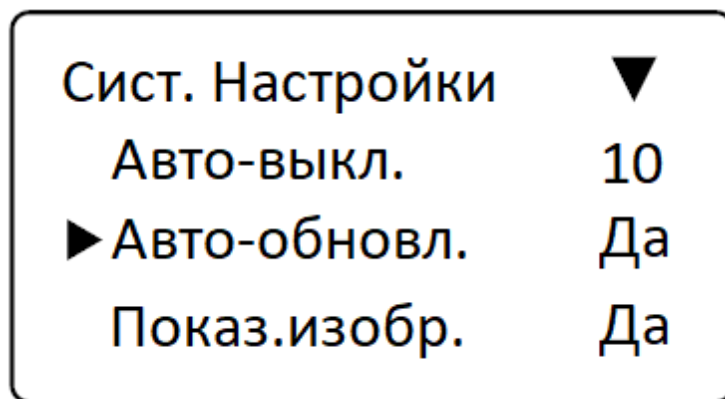 Сист. Настройки ▼
Авто-выкл. 10
▶Авто-обновл. Да
Показ.изобр. Да